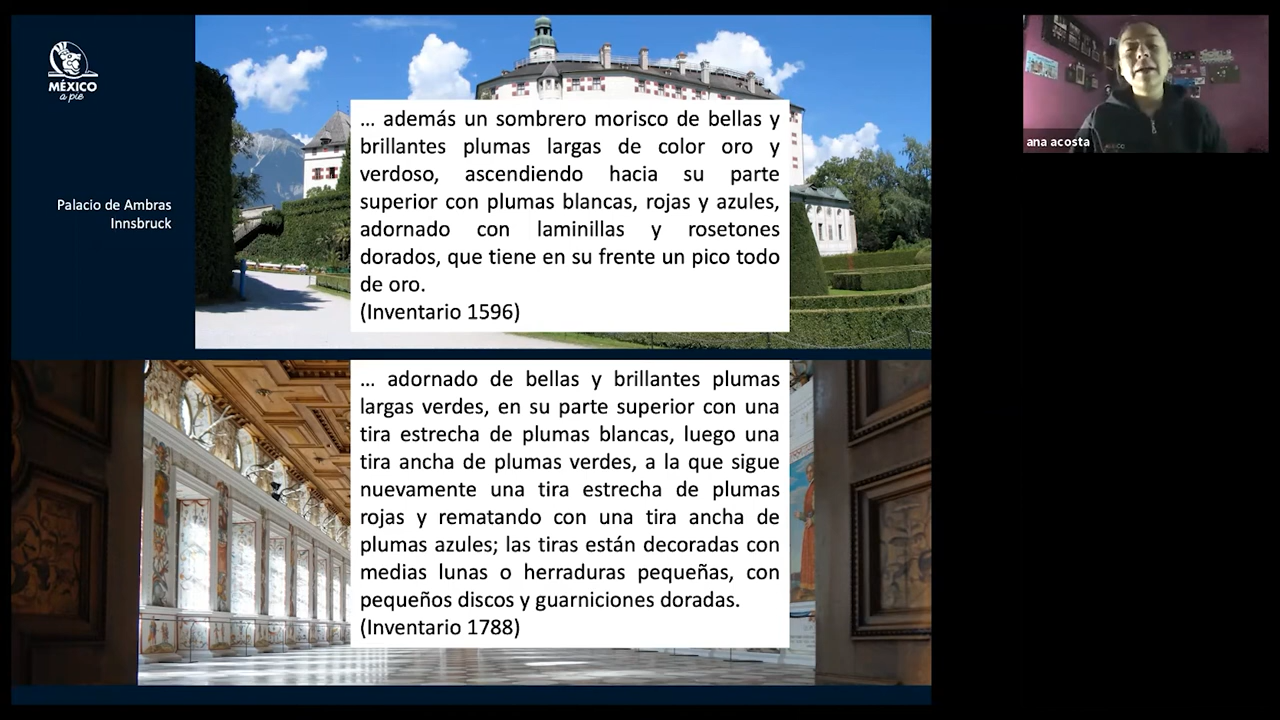 MÉXICO
a pie
Palacio de Ambras
Innsbruck
... además un sombrero morisco de bellas y
brillantes plumas largas de color oro y
verdoso, ascendiendo hacia su parte
superior con plumas blancas, rojas y azules,
adornado con laminillas y rosetones
dorados, que tiene en su frente un pico todo
de oro.
(Inventario 1596)
... adornado de bellas y brillantes plumas
largas verdes, en su parte superior con una
tira estrecha de plumas blancas, luego una
tira ancha de plumas verdes, a la que sigue
nuevamente una tira estrecha de plumas
rojas y rematando con una tira ancha de
plumas azules; las tiras están decoradas con
medias lunas o herraduras pequeñas, con
pequeños discos y guarniciones doradas.
(Inventario 1788)
ana acosta